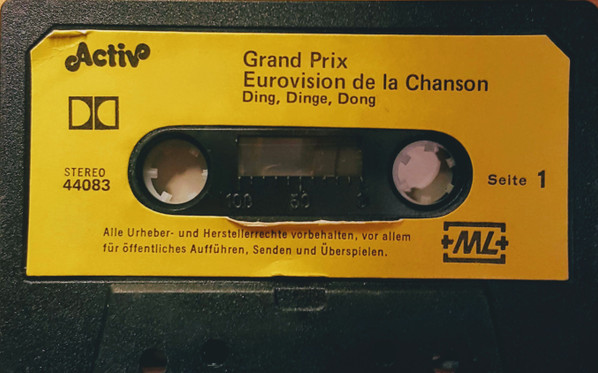 Activ
Grand Prix
Eurovision de la Chanson
Ding, Dinge, Dong
STEREO
44083
100 50 0
Seite 1
Alle Urheber- und Herstellerrechte vorbehalten, vor allem
für öffentliches Aufführen, Senden und Überspielen.
ML